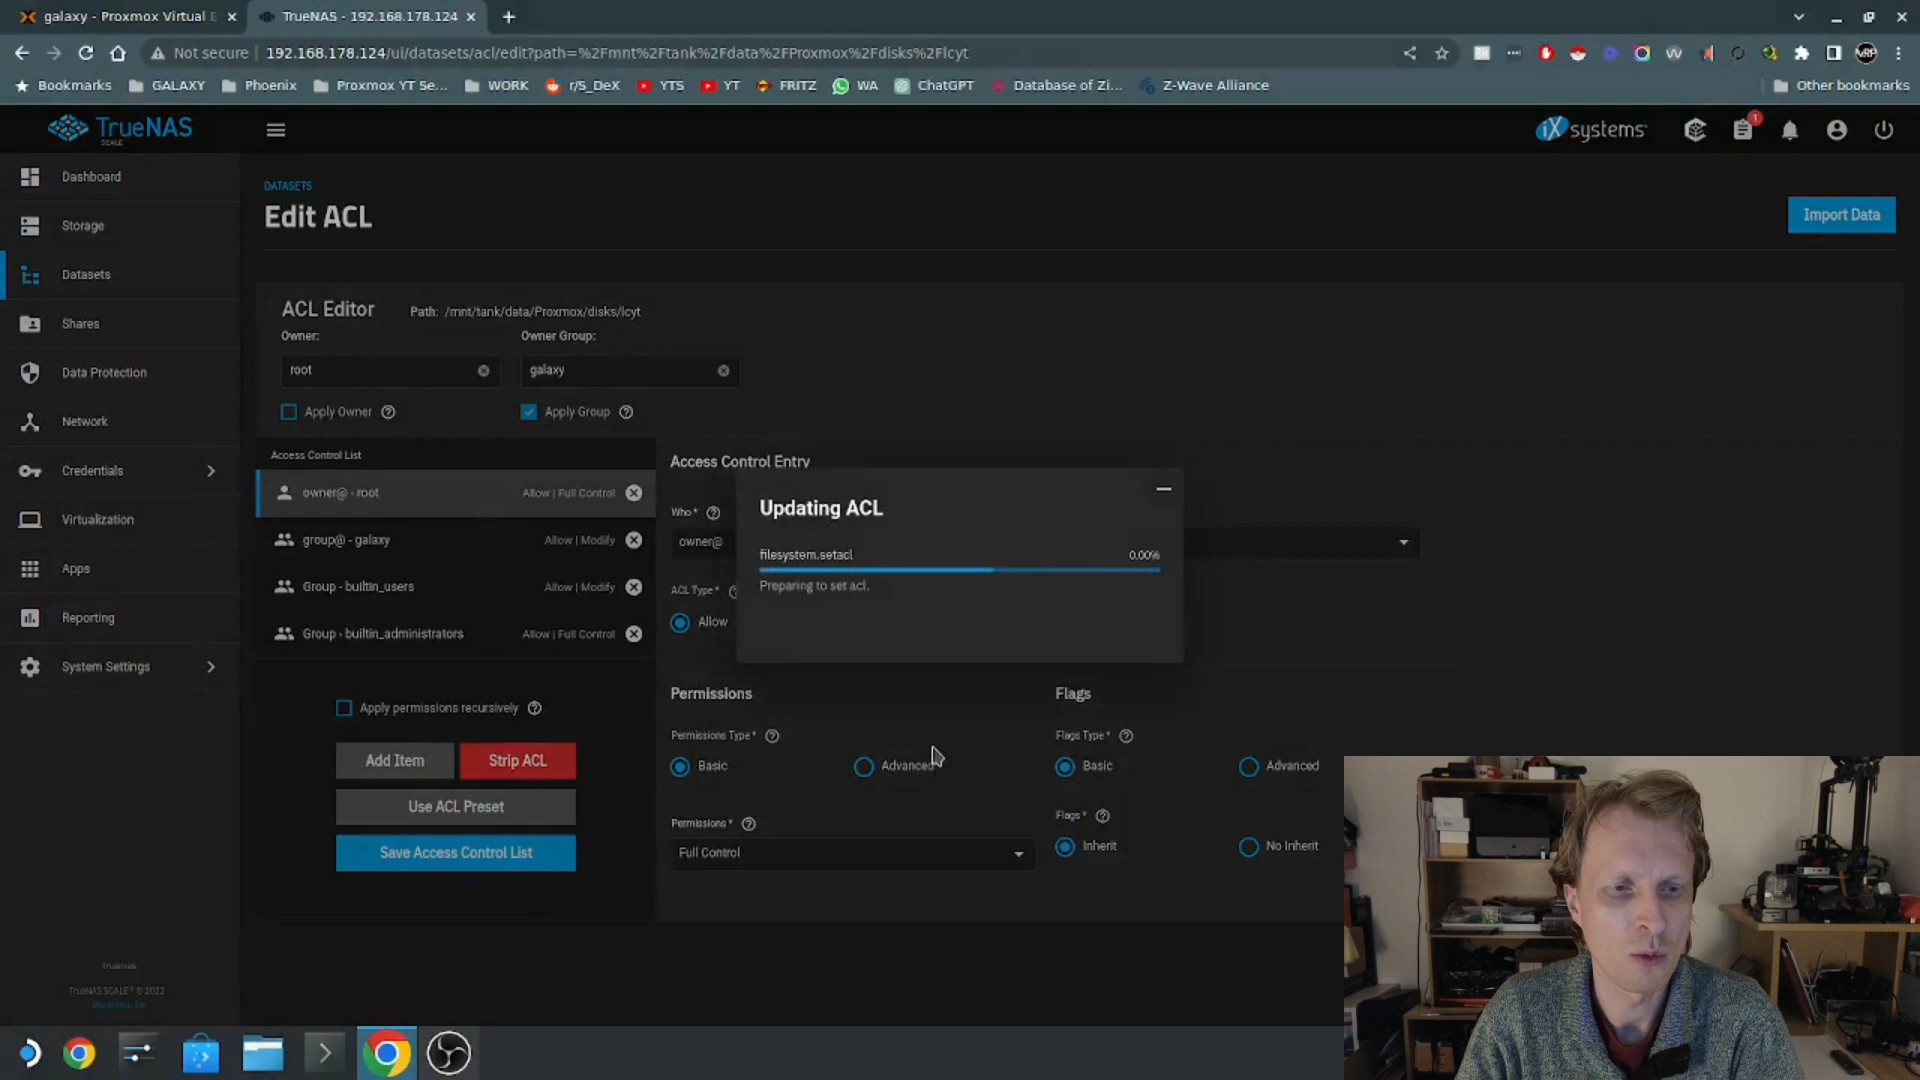 galaxy - Proxmox Virtual E
TrueNAS - 192.168.178.124
Not secure
192.168.178.124/ui/datasets/acl/edit?path=%2Fmnt%2Ftank%2Fdata%2FProxmox%2Fdisks%2Flcyt
Bookmarks
GALAXY
Phoenix
Proxmox YT Se...
WORK
r/S_DeX
YTS
YT
FRITZ
WA
ChatGPT
Database of Zi...
Z-Wave Alliance
Other bookmarks
TrueNAS
SCALE
iXsystems
1
Dashboard
Storage
Datasets
Shares
Data Protection
Network
Credentials
Virtualization
Apps
Reporting
System Settings
truenas
TrueNAS SCALE ® © 2022
DATASETS
Edit ACL
Import Data
ACL Editor
Path: /mnt/tank/data/Proxmox/disks/lcyt
Owner:
Owner Group:
root
galaxy
Apply Owner
Apply Group
Access Control List
owner@ - root
Allow | Full Control
group@ - galaxy
Allow | Modify
Group - builtin_users
Allow | Modify
Group - builtin_administrators
Allow | Full Control
Apply permissions recursively
Add Item
Strip ACL
Use ACL Preset
Save Access Control List
Access Control Entry
Who *
owner@
ACL Type *
Allow
Updating ACL
filesystem.setacl
0.00%
Preparing to set acl.
Permissions
Permissions Type *
Basic
Advanced
Permissions *
Full Control
Flags
Flags Type *
Basic
Advanced
Flags *
Inherit
No Inherit